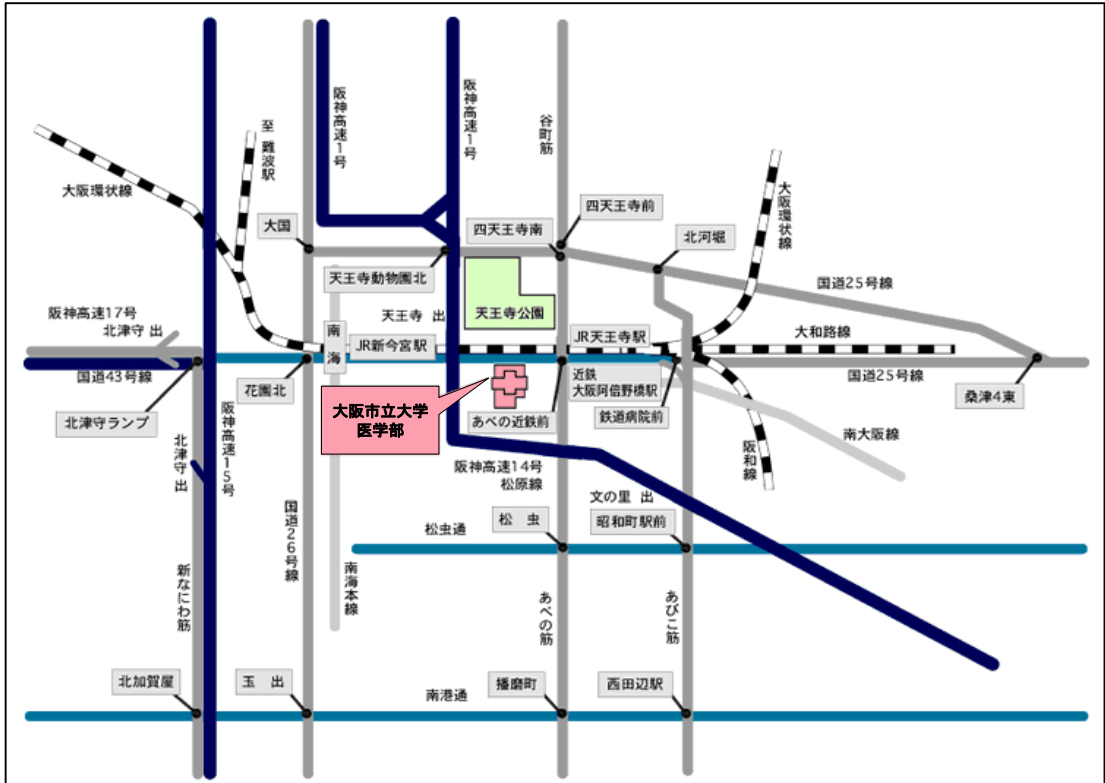 阪神高速1号
阪神高速1号
谷町筋
至 難波駅
大阪環状線
大国
四天王寺前
四天王寺南
北河堀
大阪環状線
天王寺動物園北
国道25号線
阪神高速17号
北津守 出
天王寺 出
天王寺公園
南海
JR新今宮駅
JR天王寺駅
大和路線
国道43号線
花園北
近鉄
大阪阿倍野橋駅
国道25号線
北津守ランプ
大阪市立大学
医学部
あべの近鉄前
鉄道病院前
桑津4東
阪神高速15号
北津守 出
南大阪線
阪和線
阪神高速14号
松原線
文の里 出
国道26号線
松虫通
松 虫
昭和町駅前
新なにわ筋
南海本線
あべの筋
あびこ筋
北加賀屋
玉 出
南港通
播磨町
西田辺駅